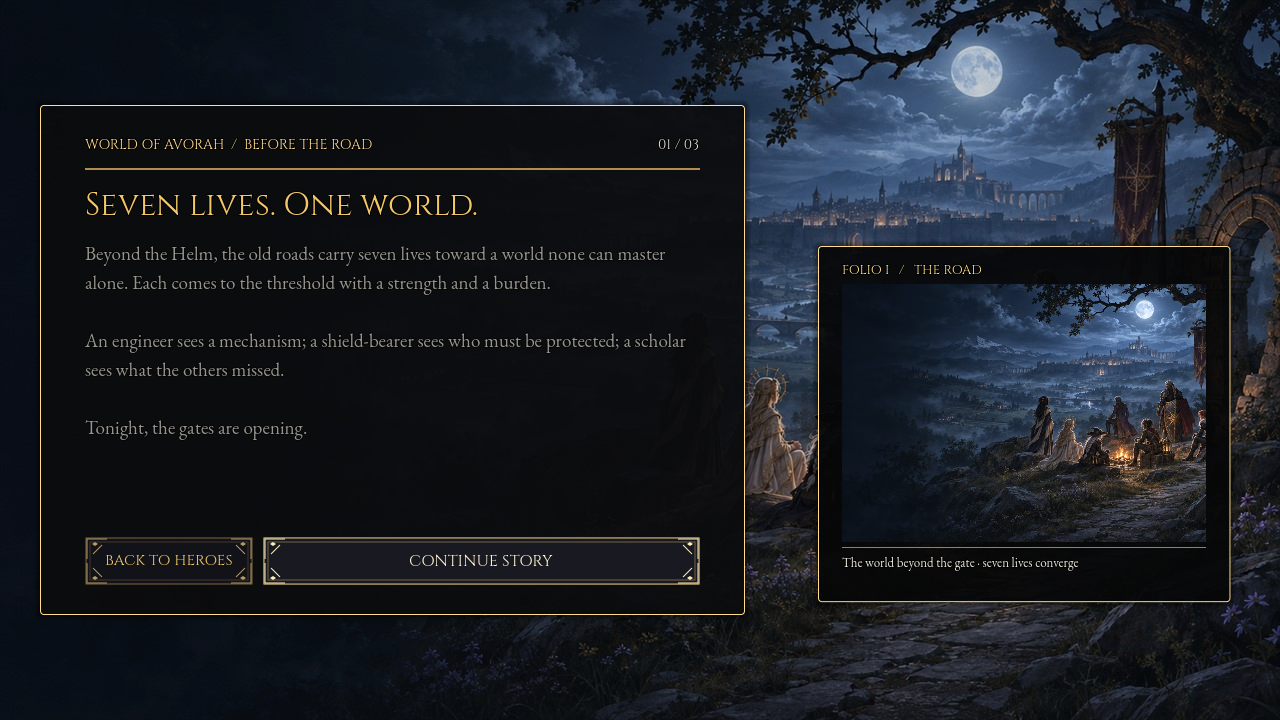 WORLD OF AVORAH / BEFORE THE ROAD
01 / 03
SEVEN LIVES. ONE WORLD.
Beyond the Helm, the old roads carry seven lives toward a world none can master
alone. Each comes to the threshold with a strength and a burden.
An engineer sees a mechanism; a shield-bearer sees who must be protected; a scholar
sees what the others missed.
Tonight, the gates are opening.
BACK TO HEROES
CONTINUE STORY
FOLIO I / THE ROAD
The world beyond the gate · seven lives converge